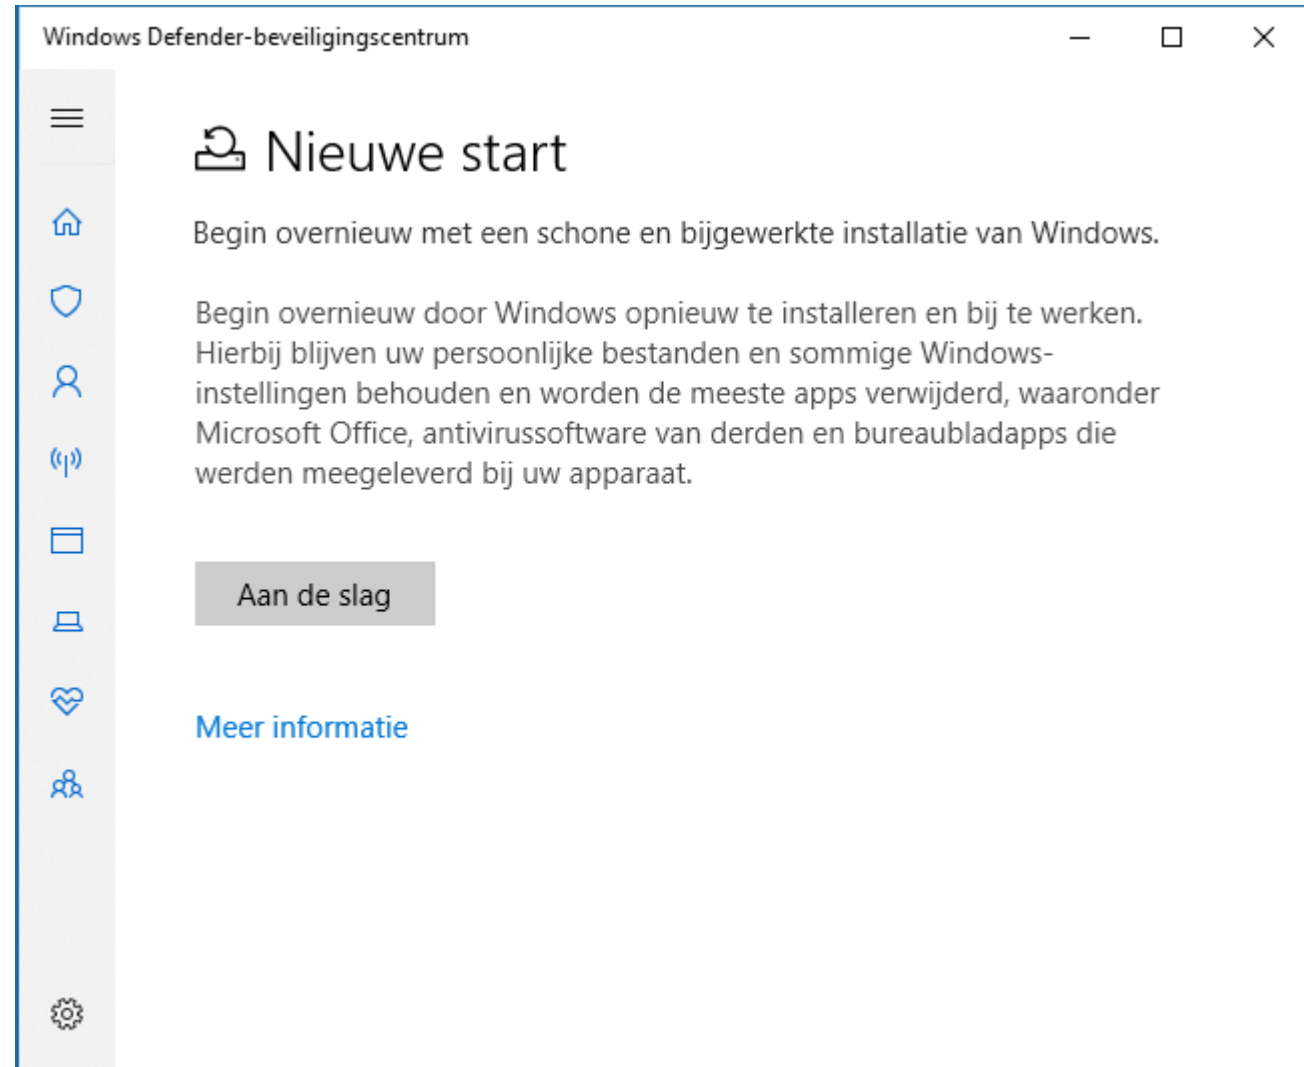 Windows Defender-beveiligingscentrum
Nieuwe start
Begin overnieuw met een schone en bijgewerkte installatie van Windows.
Begin overnieuw door Windows opnieuw te installeren en bij te werken.
Hierbij blijven uw persoonlijke bestanden en sommige Windows-
instellingen behouden en worden de meeste apps verwijderd, waaronder
Microsoft Office, antivirussoftware van derden en bureaubladapps die
werden meegeleverd bij uw apparaat.
Aan de slag
Meer informatie